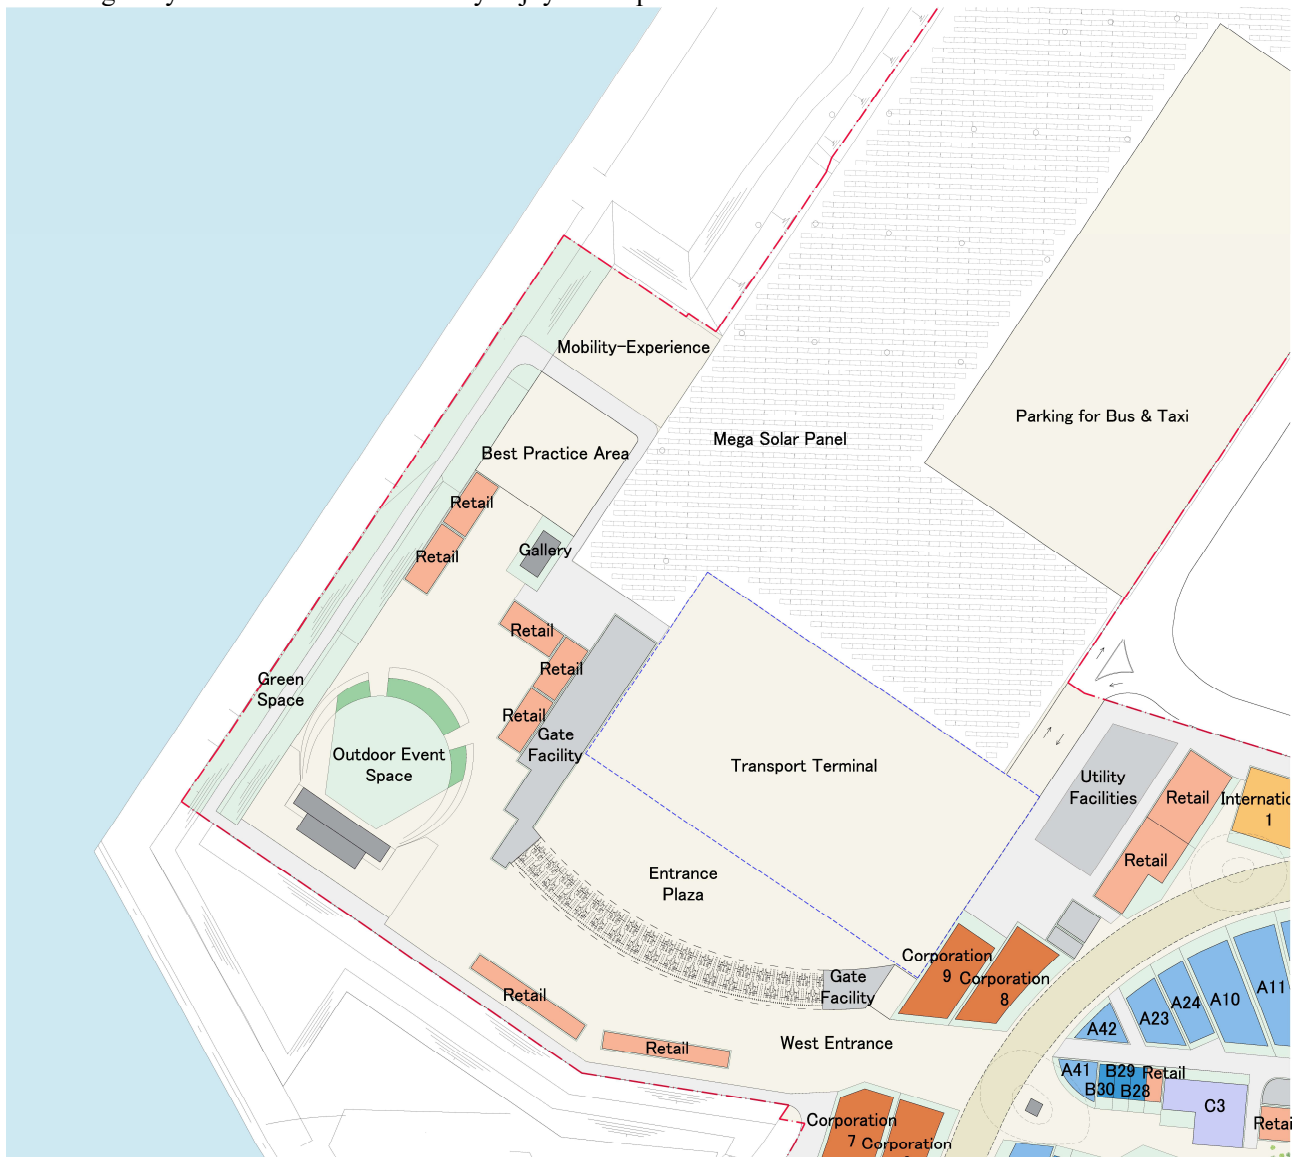 Mobility-Experience
Parking for Bus & Taxi
Mega Solar Panel
Best Practice Area
Retail
Gallery
Retail
Retail
Retail
Green
Space
Retail
Gate
Facility
Outdoor Event
Space
Transport Terminal
Utility
Facilities
Retail
Internatio
1
Retail
Entrance
Plaza
Corporation
9
Corporation
8
Gate
Facility
Retail
A11
A10
A24
A23
A42
West Entrance
Retail
A41
B29
Retail
B30
B28
C3
Corporation
7
Corporation
Retai